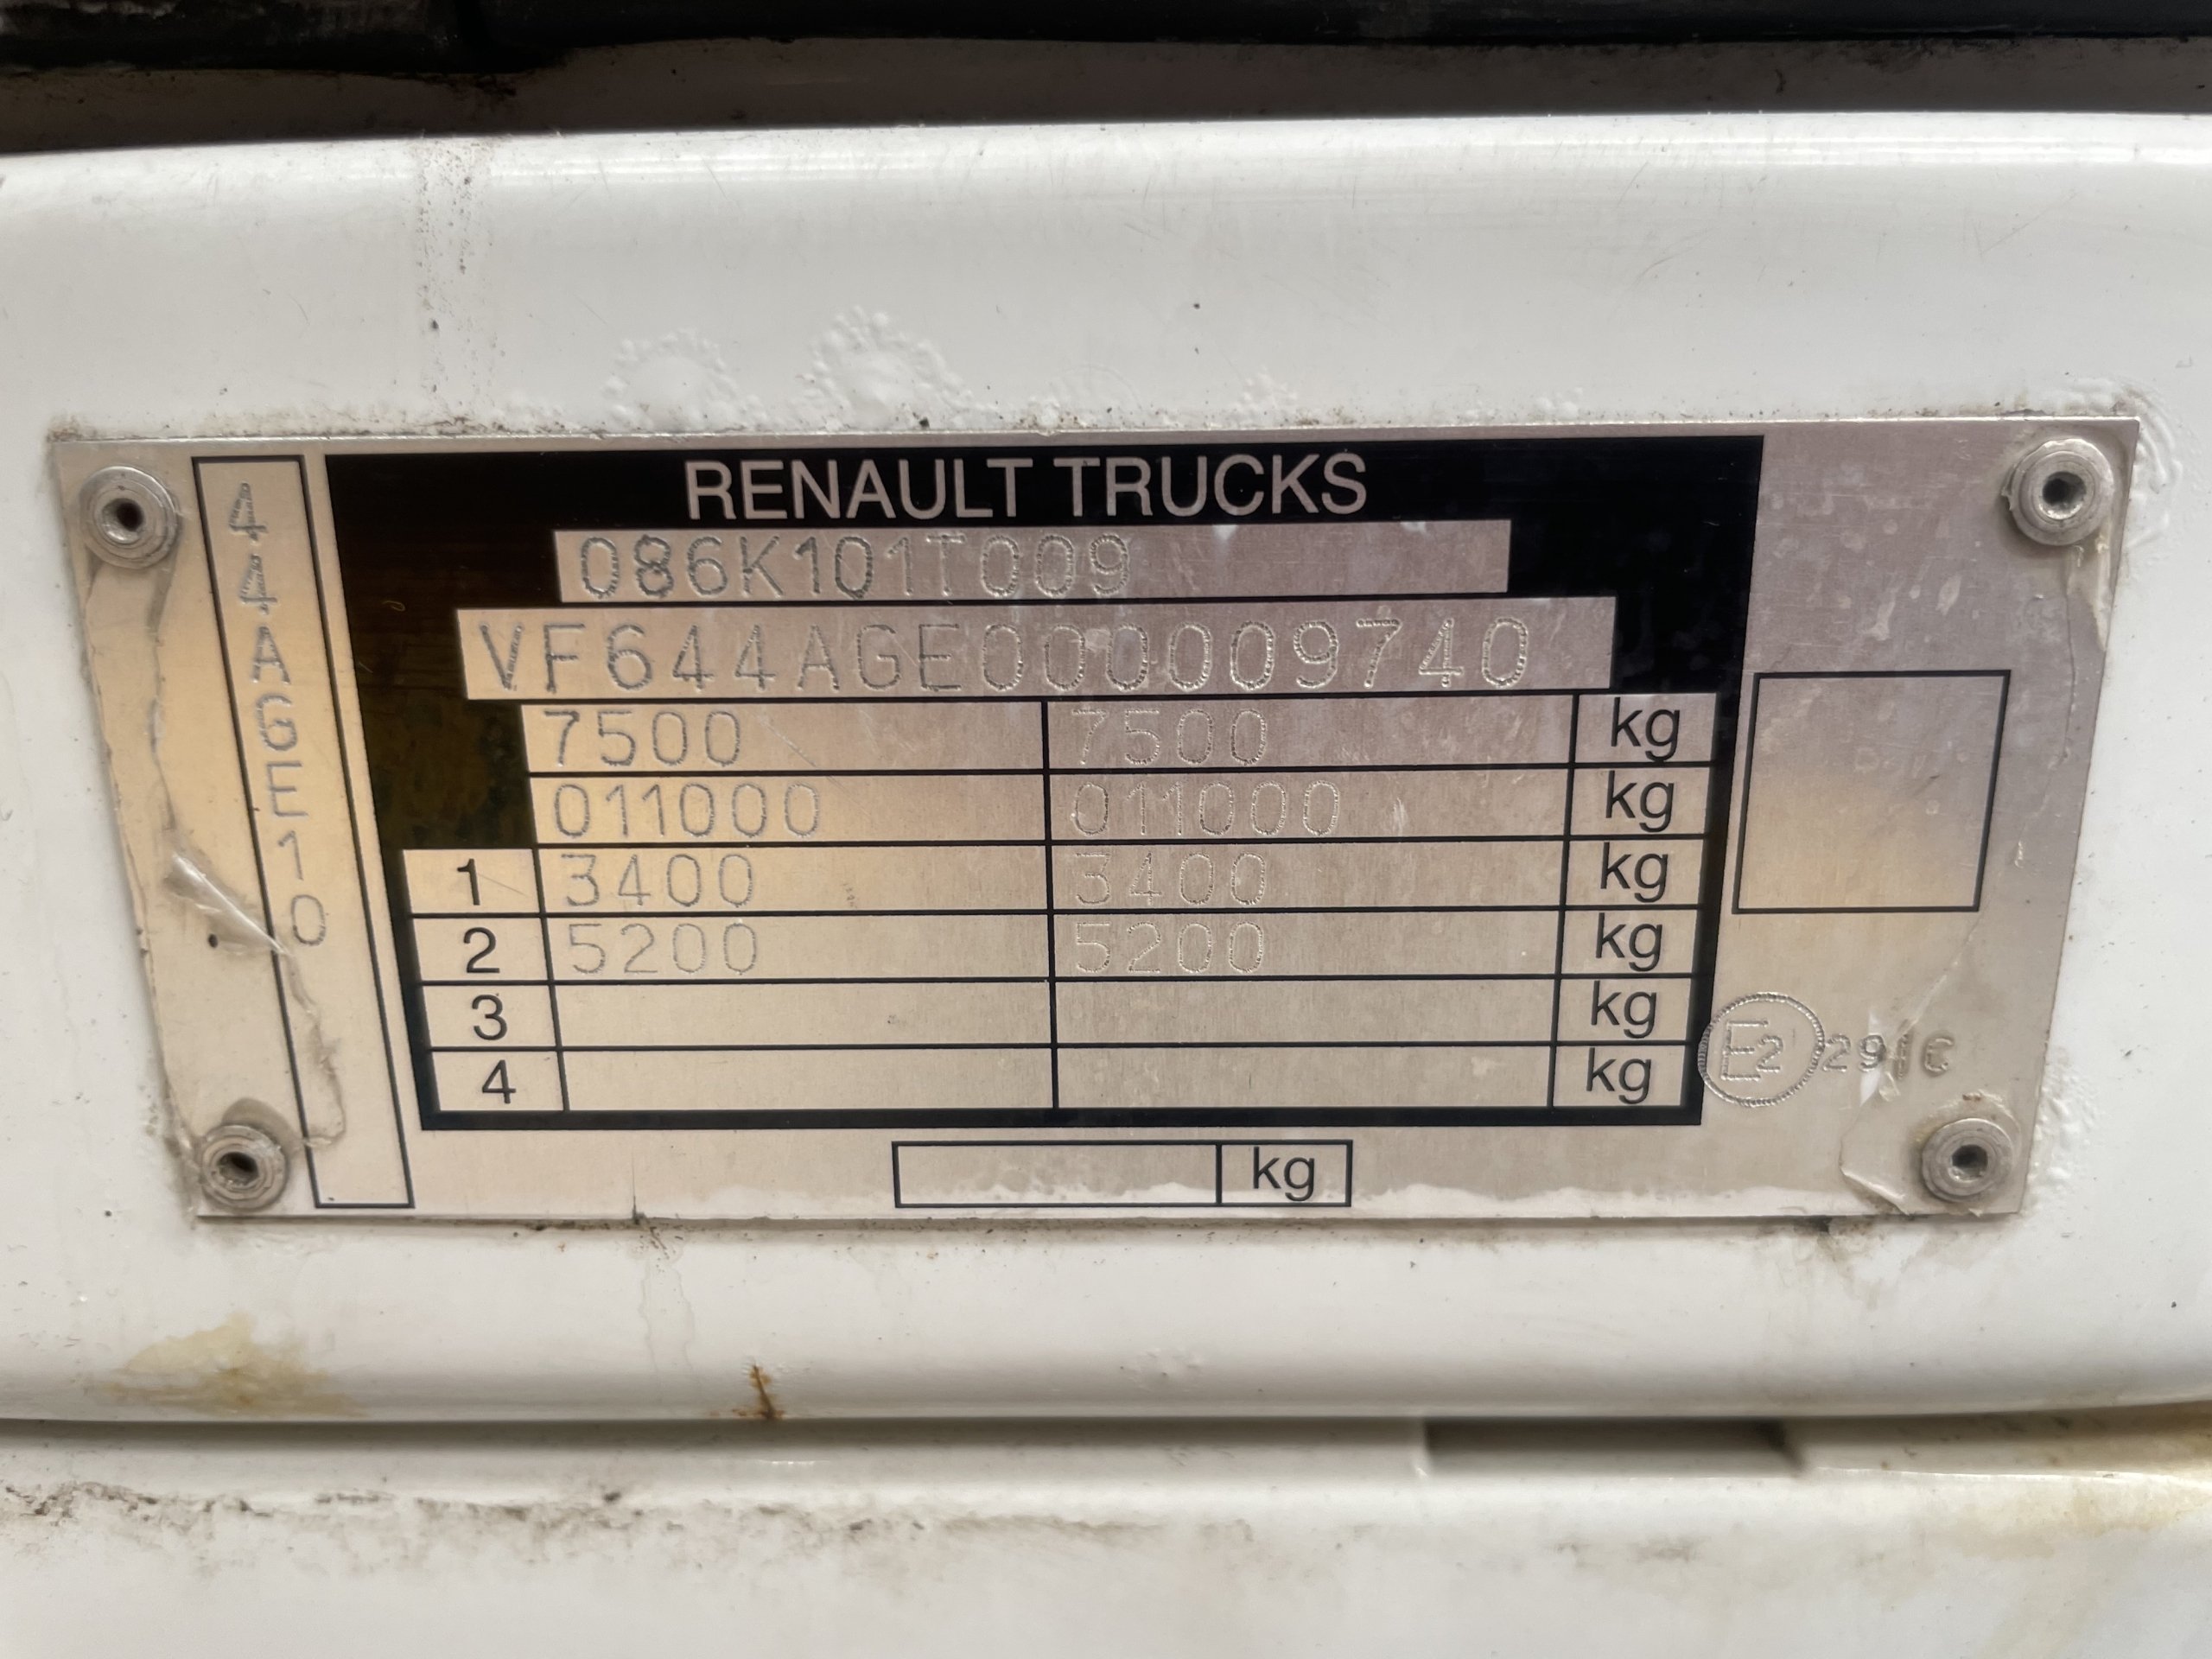 RENAULT TRUCKS
086K101T009
VF644AGE000009740
7500 7500 kg
011000 011000 kg
1 3400 3400 kg
2 5200 5200 kg
3 kg
4 kg
kg
44AGE10
E2